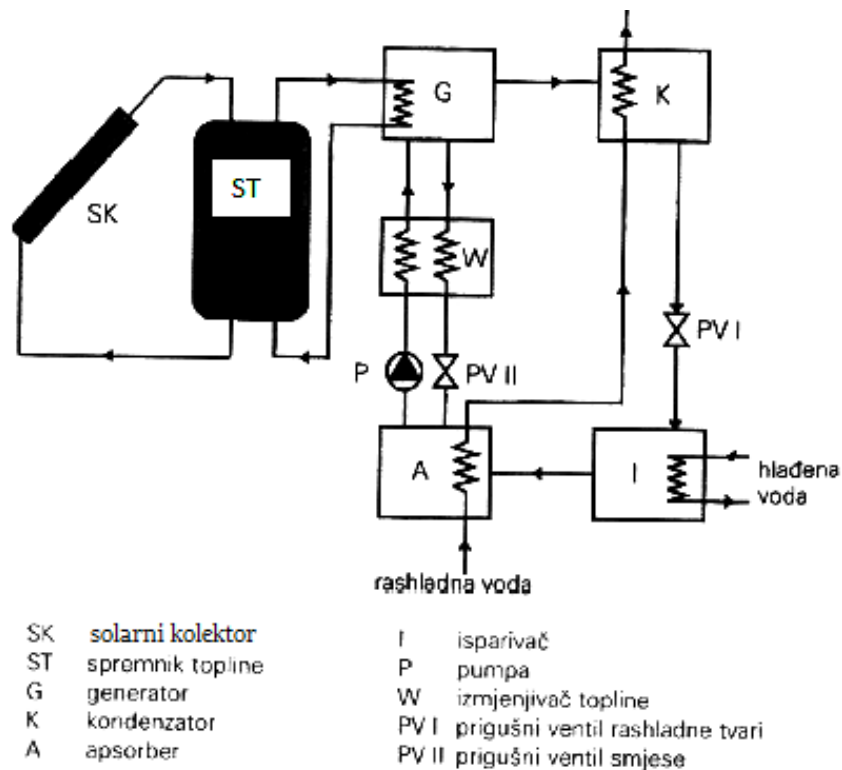 G
K
ST
SK
W
PV I
P
PV II
A
I
hlađena
voda
rashladna voda
SK solarni kolektor
ST spremnik topline
G generator
K kondenzator
A apsorber
I isparivač
P pumpa
W izmjenjivač topline
PV I prigušni ventil rashladne tvari
PV II prigušni ventil smjese